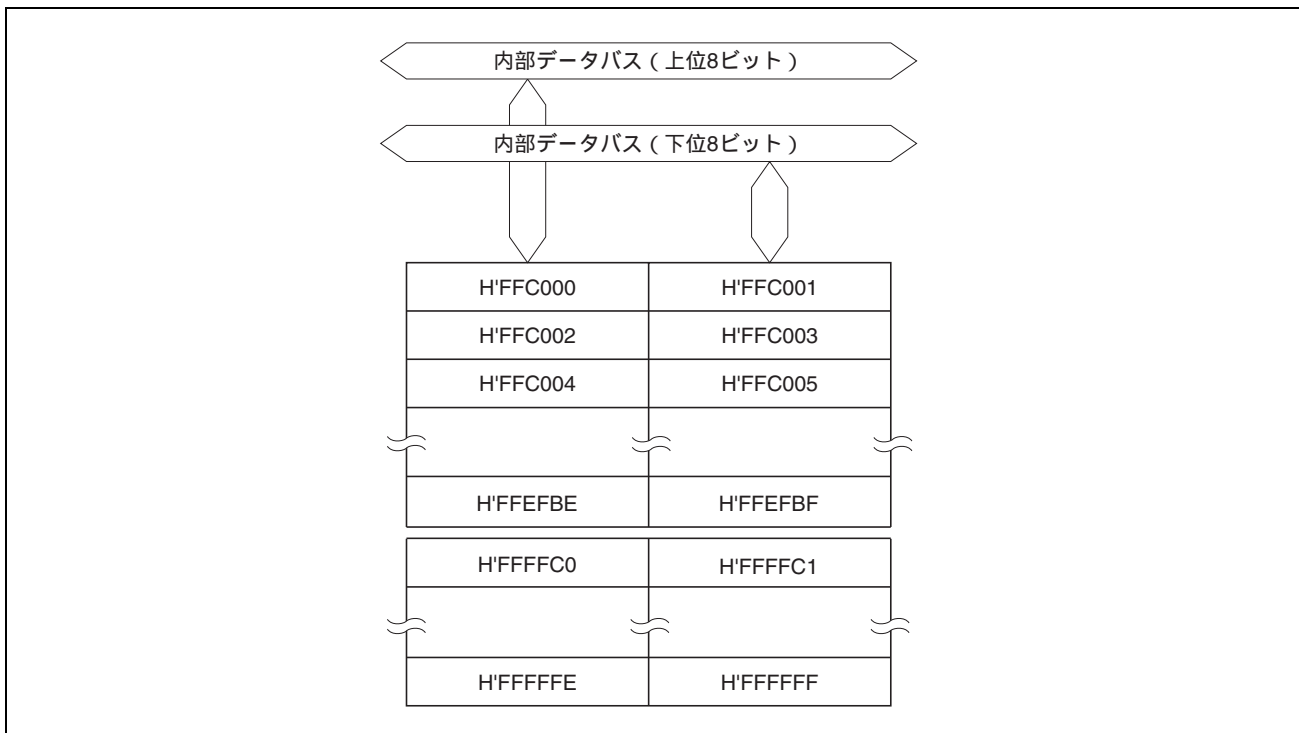 内部データバス（上位8ビット）
内部データバス（下位8ビット）
H'FFC000 H'FFC001
H'FFC002 H'FFC003
H'FFC004 H'FFC005
H'FFEFBE H'FFEFBF
H'FFFFC0 H'FFFFC1
H'FFFFFE H'FFFFFF